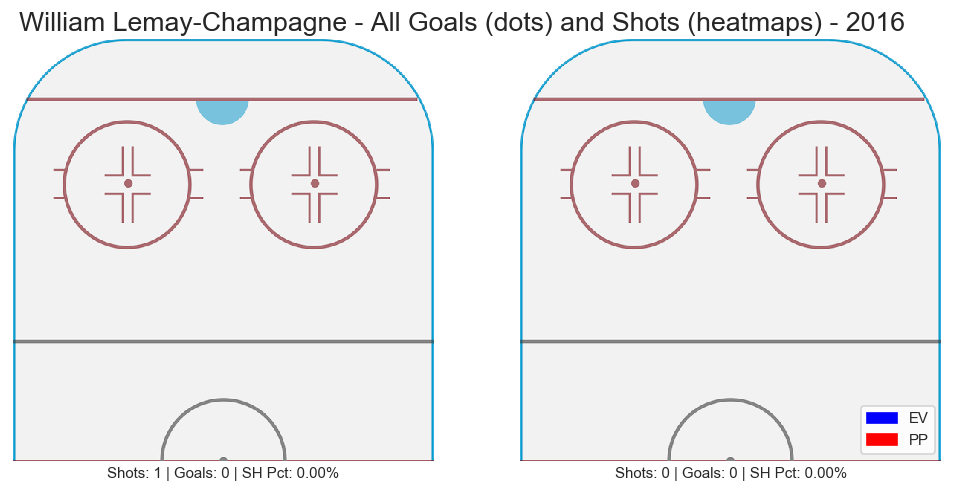 William Lemay-Champagne - All Goals (dots) and Shots (heatmaps) - 2016
EV
PP
Shots: 1 | Goals: 0 | SH Pct: 0.00%
Shots: 0 | Goals: 0 | SH Pct: 0.00%